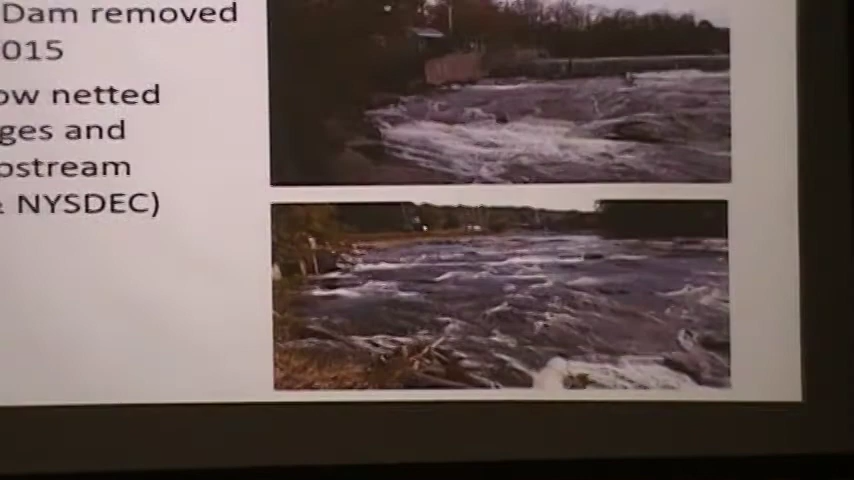 Dam removed
015
ow netted
ges and
ostream
& NYSDEC)